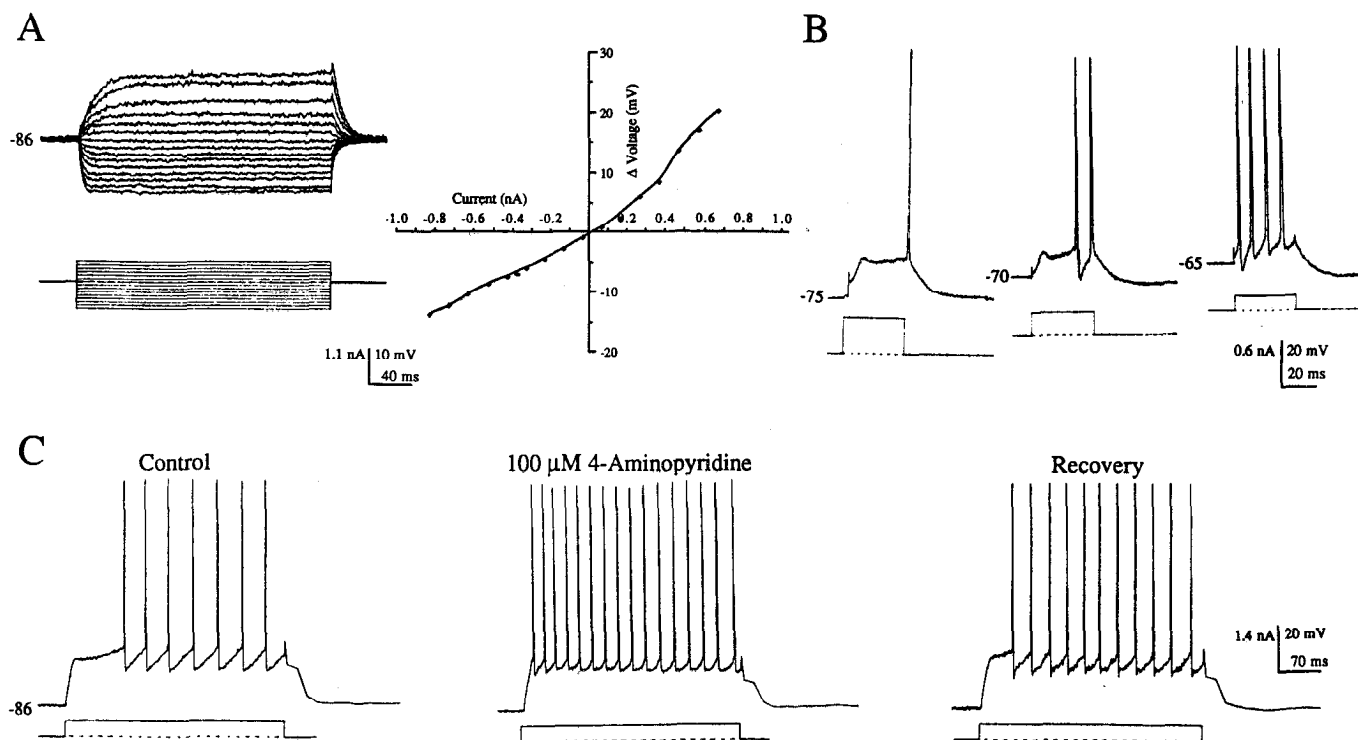 A
-86
1.1 nA 10 mV
40 ms
30
20
10
-10
-20
Δ Voltage (mV)
Current (nA)
-1.0 -0.8 -0.6 -0.4 -0.2 0.2 0.4 0.6 0.8 1.0
B
-75
-70
-65
0.6 nA 20 mV
20 ms
C
Control
100 µM 4-Aminopyridine
Recovery
-86
1.4 nA 20 mV
70 ms